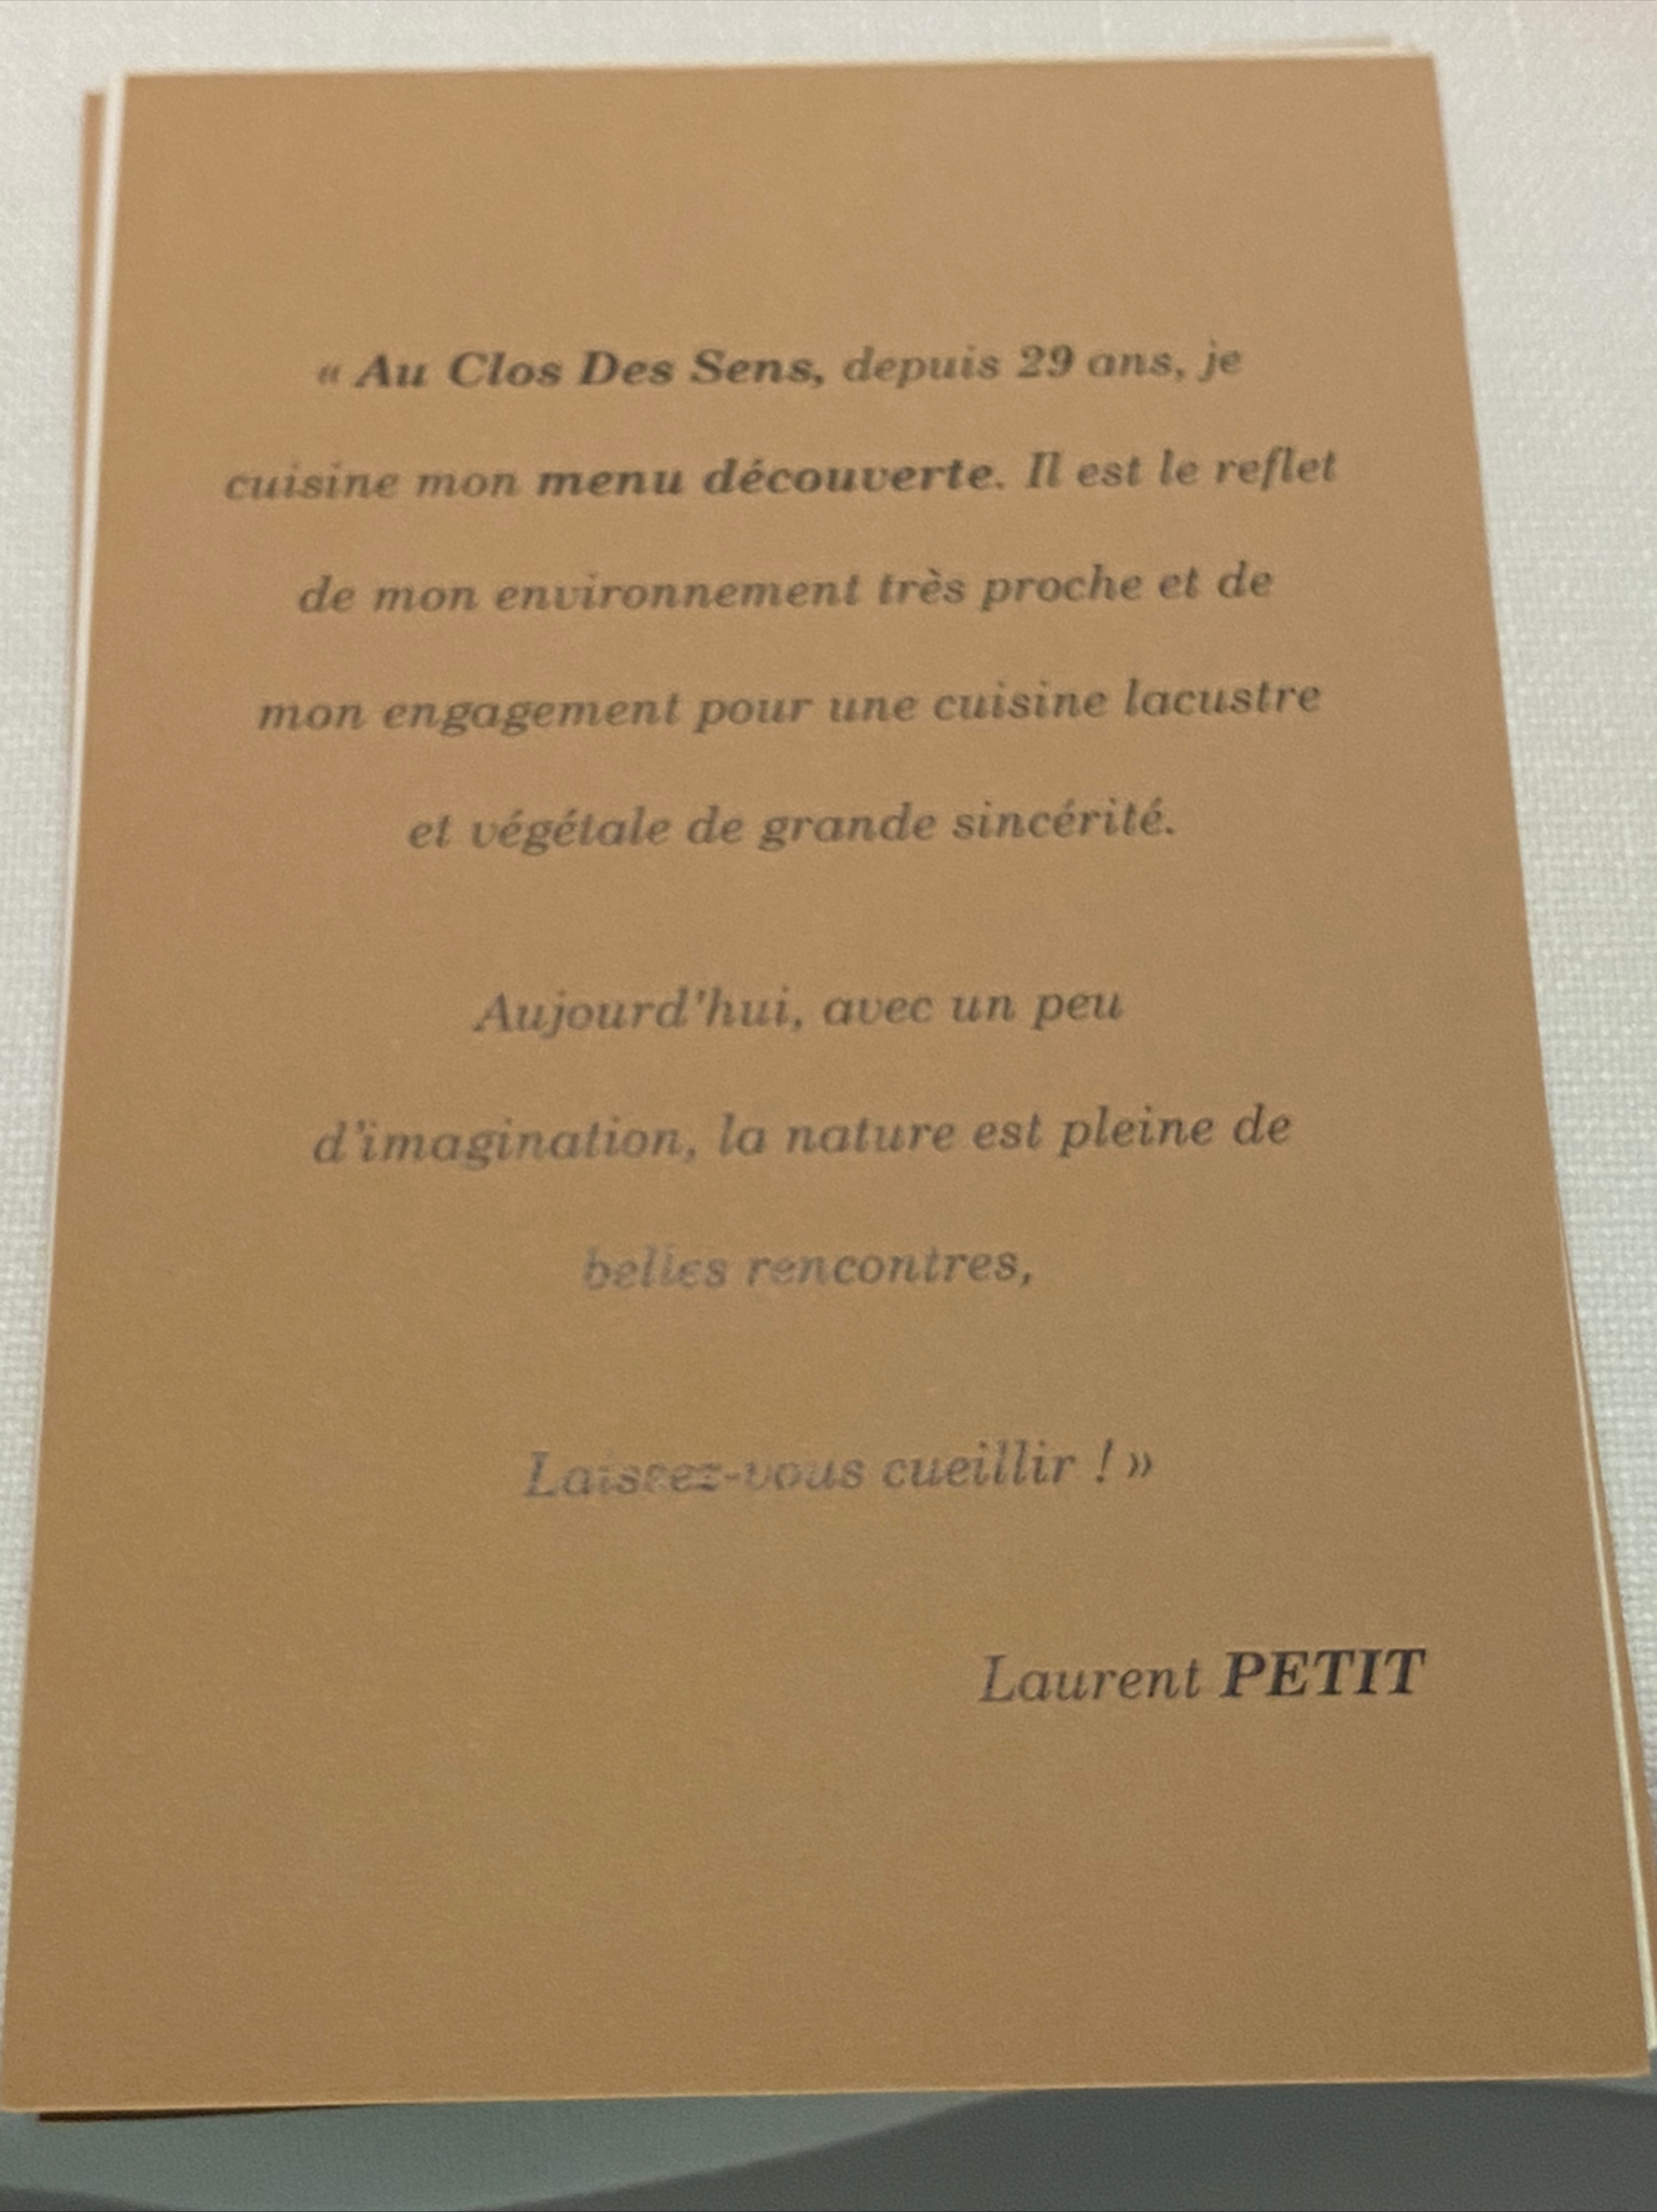 « Au Clos Des Sens, depuis 29 ans, je
cuisine mon menu découverte. Il est le reflet
de mon environnement très proche et de
mon engagement pour une cuisine lacustre
et végétale de grande sincérité.
Aujourd'hui, avec un peu
d'imagination, la nature est pleine de
belles rencontres,
Laissez-vous cueillir ! »
Laurent PETIT